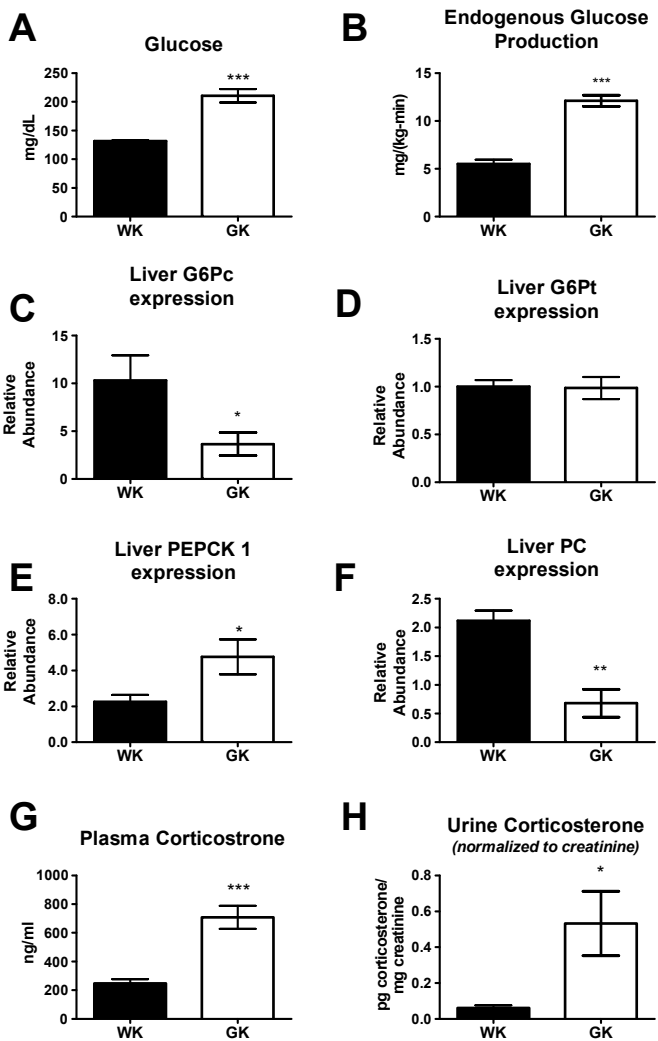 A
Glucose
mg/dL
250
200
150
100
50
0
***
WK
GK
B
Endogenous Glucose
Production
mg/(kg-min)
15
10
5
0
***
WK
GK
C
Liver G6Pc
expression
Relative
Abundance
15
10
5
0
*
WK
GK
D
Liver G6Pt
expression
Relative
Abundance
1.5
1.0
0.5
0.0
WK
GK
E
Liver PEPCK 1
expression
Relative
Abundance
8.0
6.0
4.0
2.0
0.0
*
WK
GK
F
Liver PC
expression
Relative
Abundance
2.5
2.0
1.5
1.0
0.5
0.0
**
WK
GK
G
Plasma Corticostrone
ng/ml
1000
800
600
400
200
0
***
WK
GK
H
Urine Corticosterone
(normalized to creatinine)
pg corticosterone/
mg creatinine
0.8
0.6
0.4
0.2
0.0
*
WK
GK